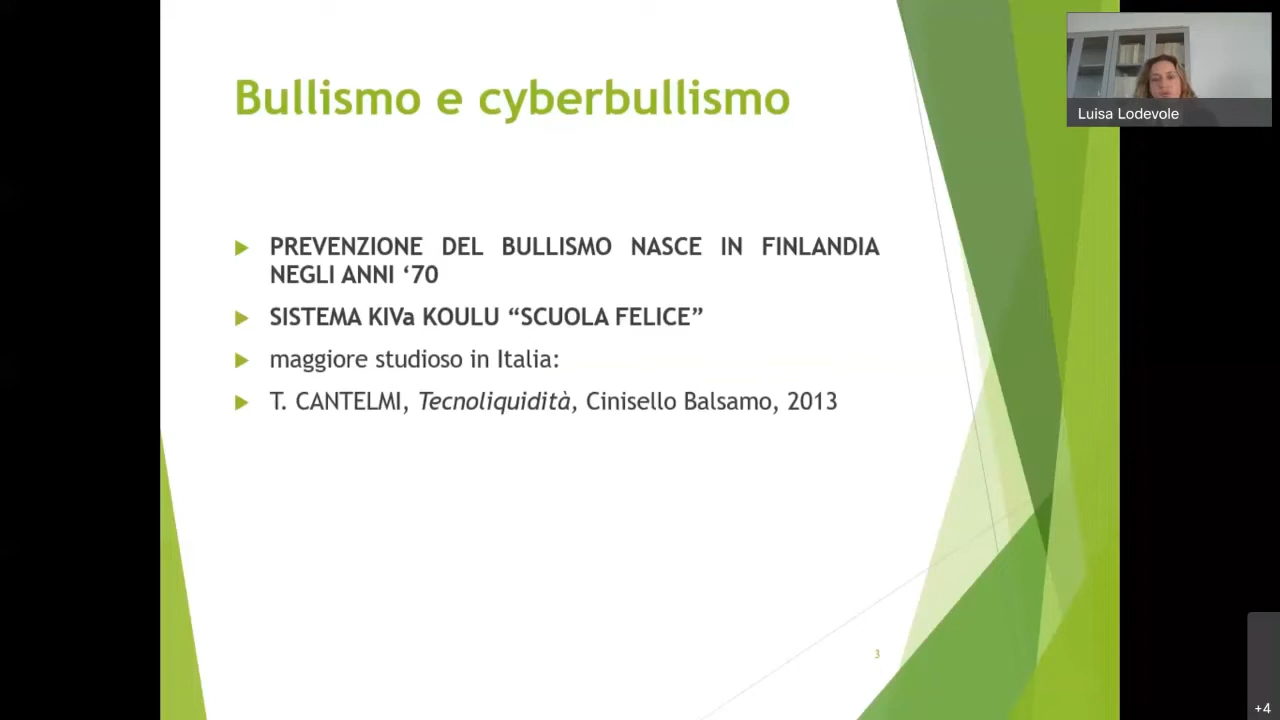 Bullismo e cyberbullismo
PREVENZIONE DEL BULLISMO NASCE IN FINLANDIA
NEGLI ANNI ‘70
SISTEMA KIVa KOULU “SCUOLA FELICE”
maggiore studioso in Italia:
T. CANTELMI, Tecnoliquidità, Cinisello Balsamo, 2013
3
Luisa Lodevole
+4